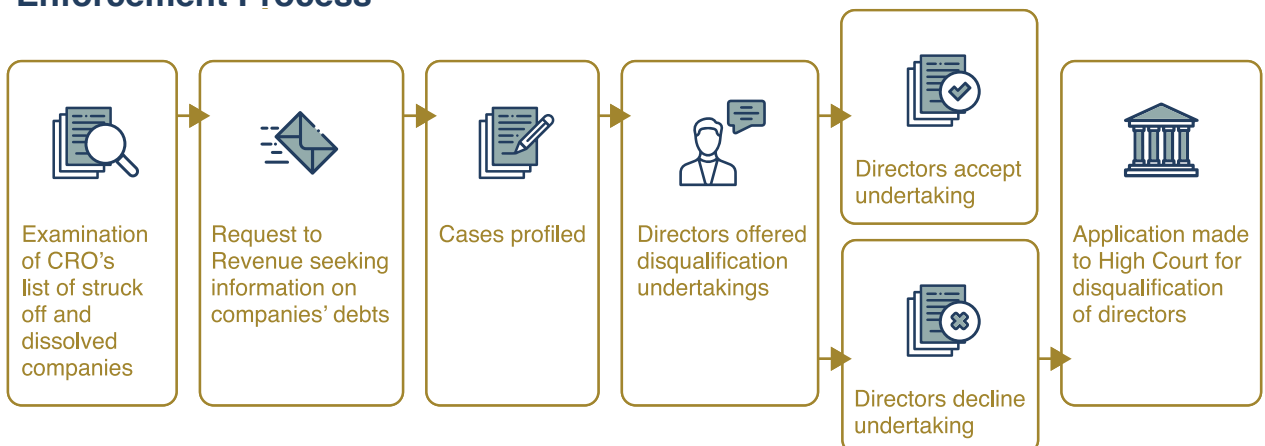 Enforcement Process
Examination
of CRO’s
list of struck
off and
dissolved
companies
Request to
Revenue seeking
information on
companies’ debts
Cases profiled
Directors offered
disqualification
undertakings
Directors accept
undertaking
Directors decline
undertaking
Application made
to High Court for
disqualification
of directors